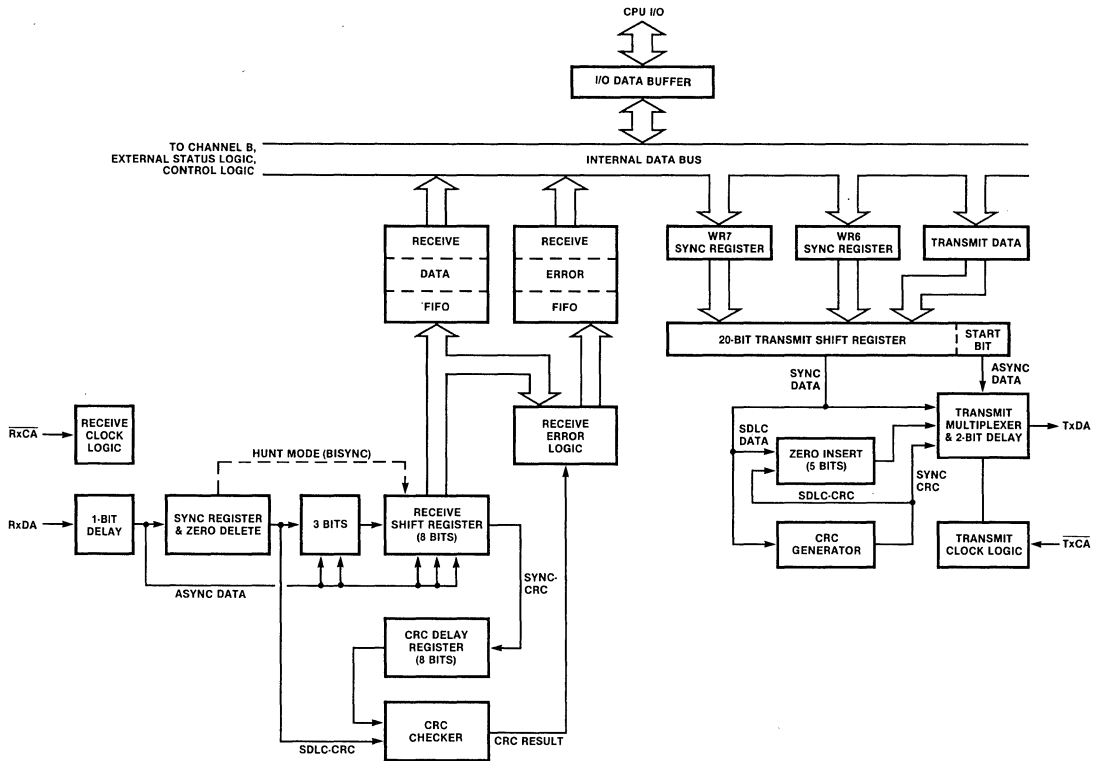 CPU I/O
I/O DATA BUFFER
TO CHANNEL B,
EXTERNAL STATUS LOGIC,
CONTROL LOGIC
INTERNAL DATA BUS
RECEIVE
DATA
FIFO
RECEIVE
ERROR
FIFO
WR7
SYNC REGISTER
WR6
SYNC REGISTER
TRANSMIT DATA
20-BIT TRANSMIT SHIFT REGISTER
START
BIT
SYNC
DATA
ASYNC
DATA
RxCA
RECEIVE
CLOCK
LOGIC
RECEIVE
ERROR
LOGIC
TRANSMIT
MULTIPLEXER
& 2-BIT DELAY
TxDA
SDLC
DATA
ZERO INSERT
(5 BITS)
SYNC
CRC
SDLC-CRC
HUNT MODE (BISYNC)
RxDA
1-BIT
DELAY
SYNC REGISTER
& ZERO DELETE
3 BITS
RECEIVE
SHIFT REGISTER
(8 BITS)
CRC
GENERATOR
TRANSMIT
CLOCK LOGIC
TxCA
ASYNC DATA
SYNC-
CRC
CRC DELAY
REGISTER
(8 BITS)
CRC
CHECKER
SDLC-CRC
CRC RESULT